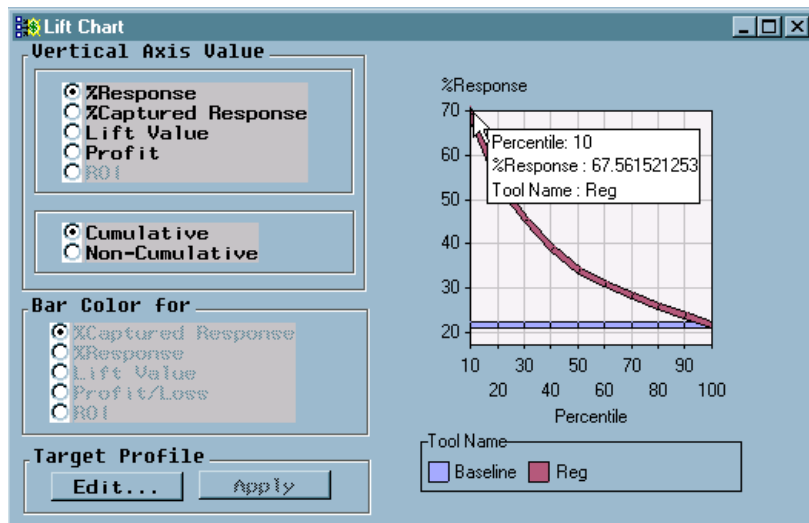 Lift Chart
Vertical Axis Value
%Response
%Captured Response
Lift Value
Profit
ROI
Cumulative
Non-Cumulative
Bar Color for
%Captured Response
%Response
Lift Value
Profit/Loss
ROI
Target Profile
Edit...
Apply
%Response
70
60
50
40
30
20
Percentile: 10
%Response : 67.561521253
Tool Name : Reg
10 30 50 70 90
20 40 60 80 100
Percentile
Tool Name
Baseline Reg